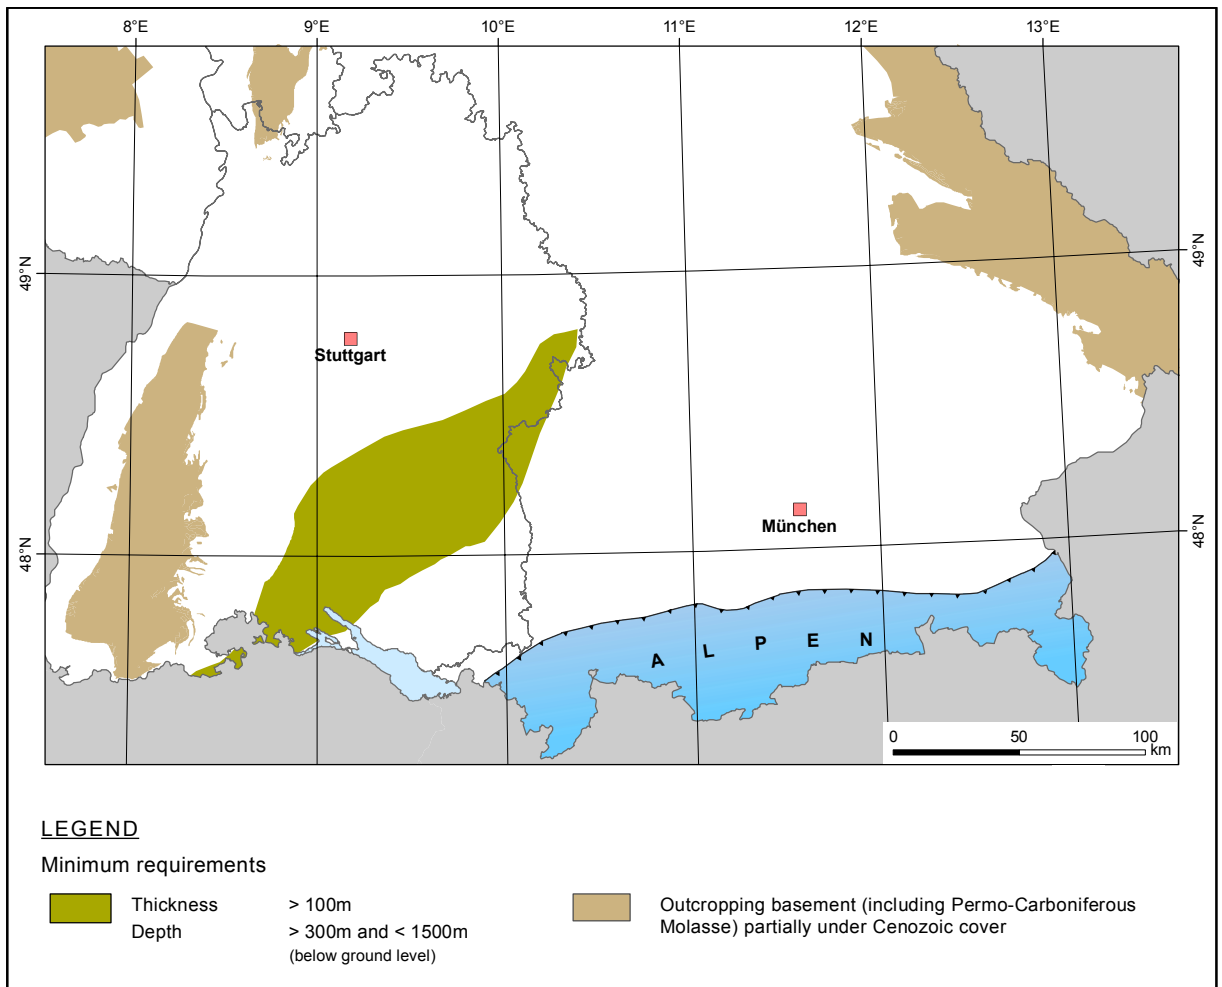 8°E 9°E 10°E 11°E 12°E 13°E
49°N
49°N
Stuttgart
48°N
48°N
München
A L P E N
0 50 100
km
LEGEND
Minimum requirements
Thickness > 100m
Depth > 300m and < 1500m
(below ground level)
Outcropping basement (including Permo-Carboniferous
Molasse) partially under Cenozoic cover